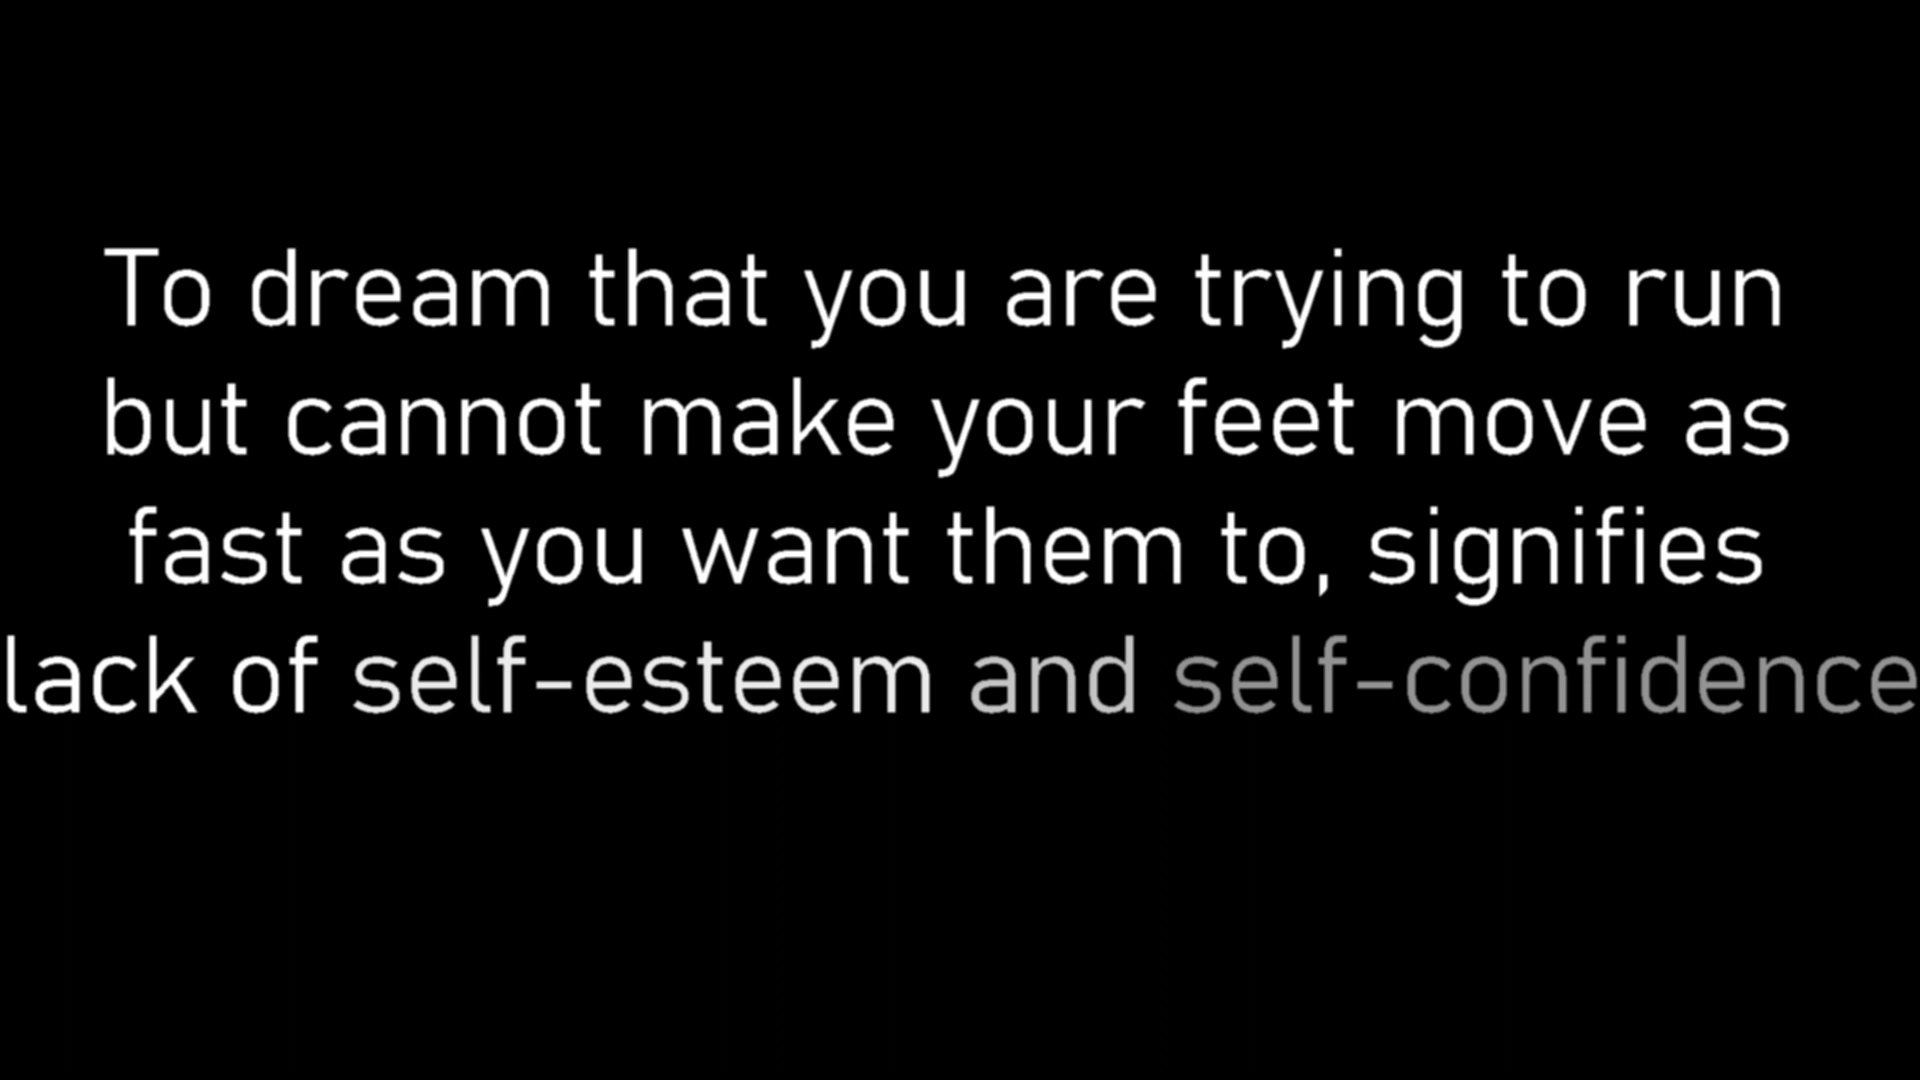 To dream that you are trying to run
but cannot make your feet move as
fast as you want them to, signifies
lack of self-esteem and self-confidence